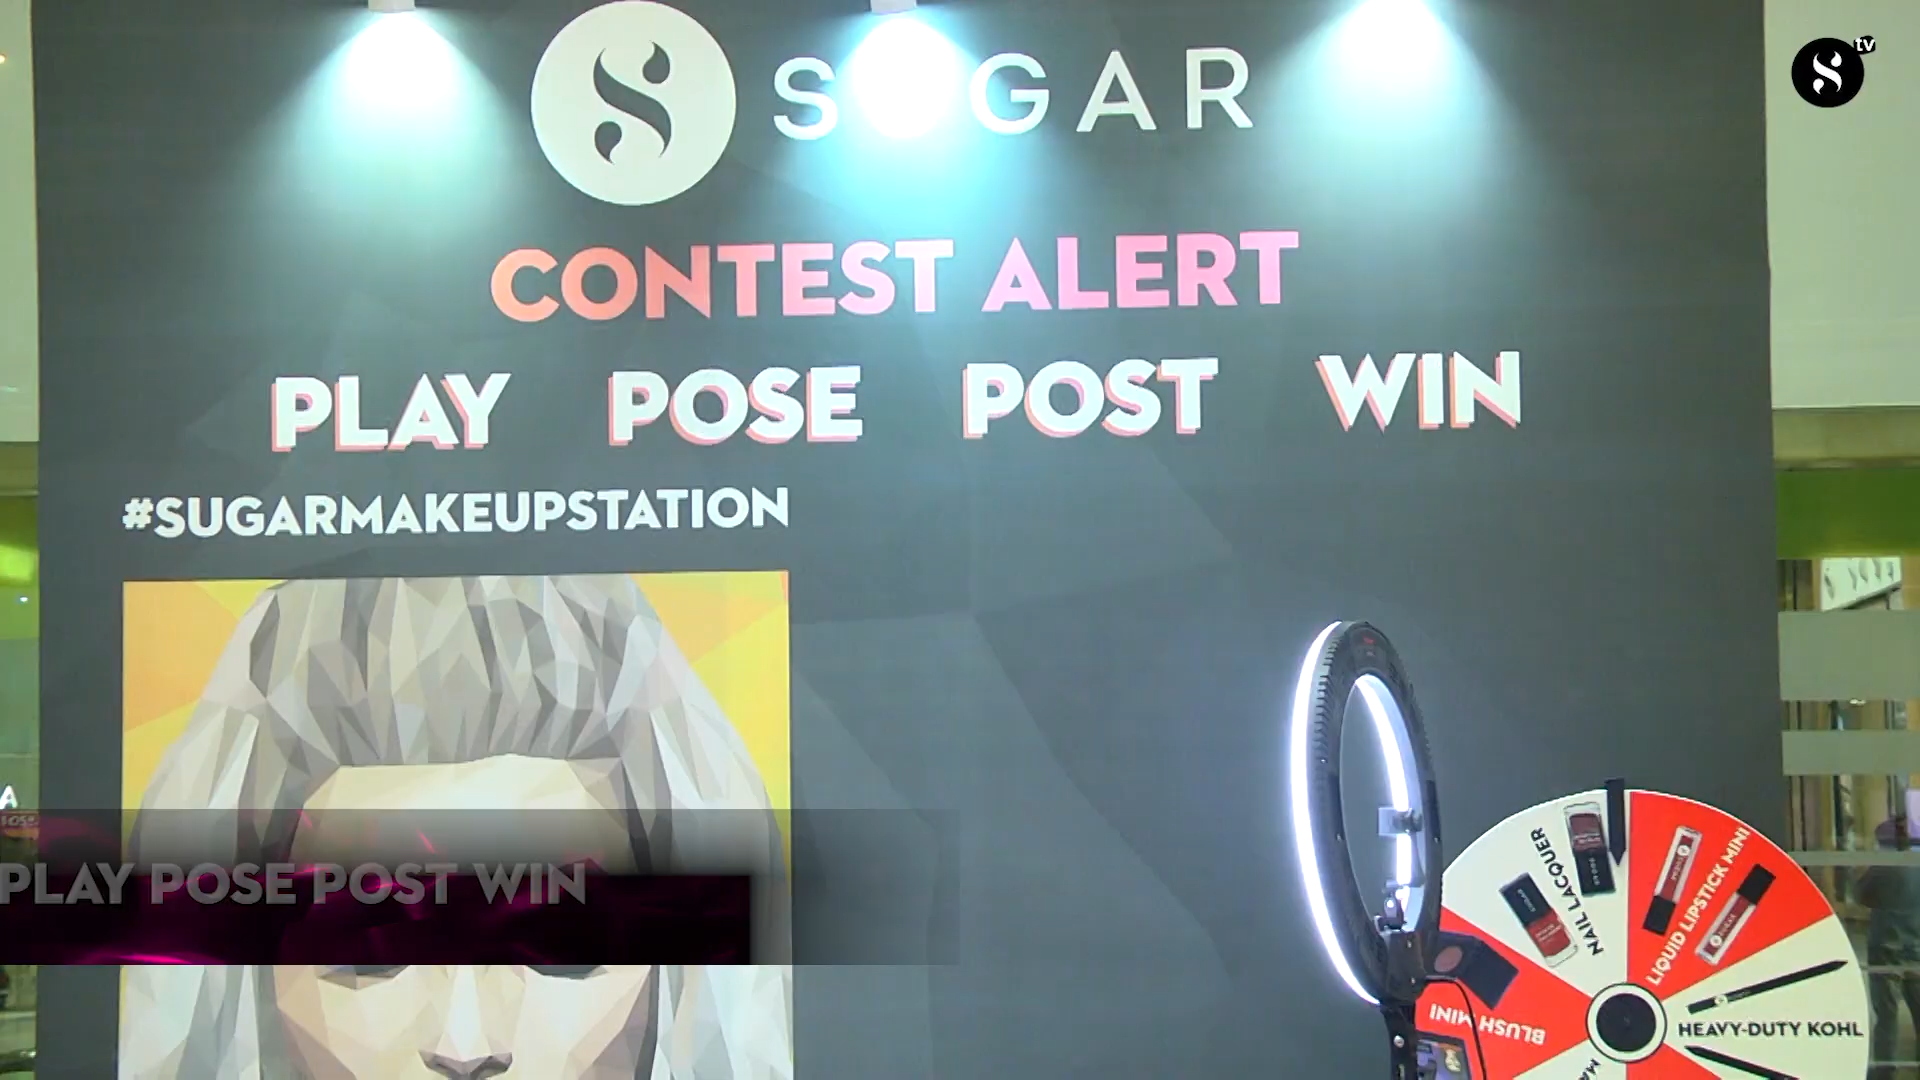 SUGAR
tv
CONTEST ALERT
PLAY POSE POST WIN
#SUGARMAKEUPSTATION
PLAY POSE POST WIN
NAIL LACQUER
LIQUID LIPSTICK MINI
HEAVY-DUTY KOHL
BLUSH MINI